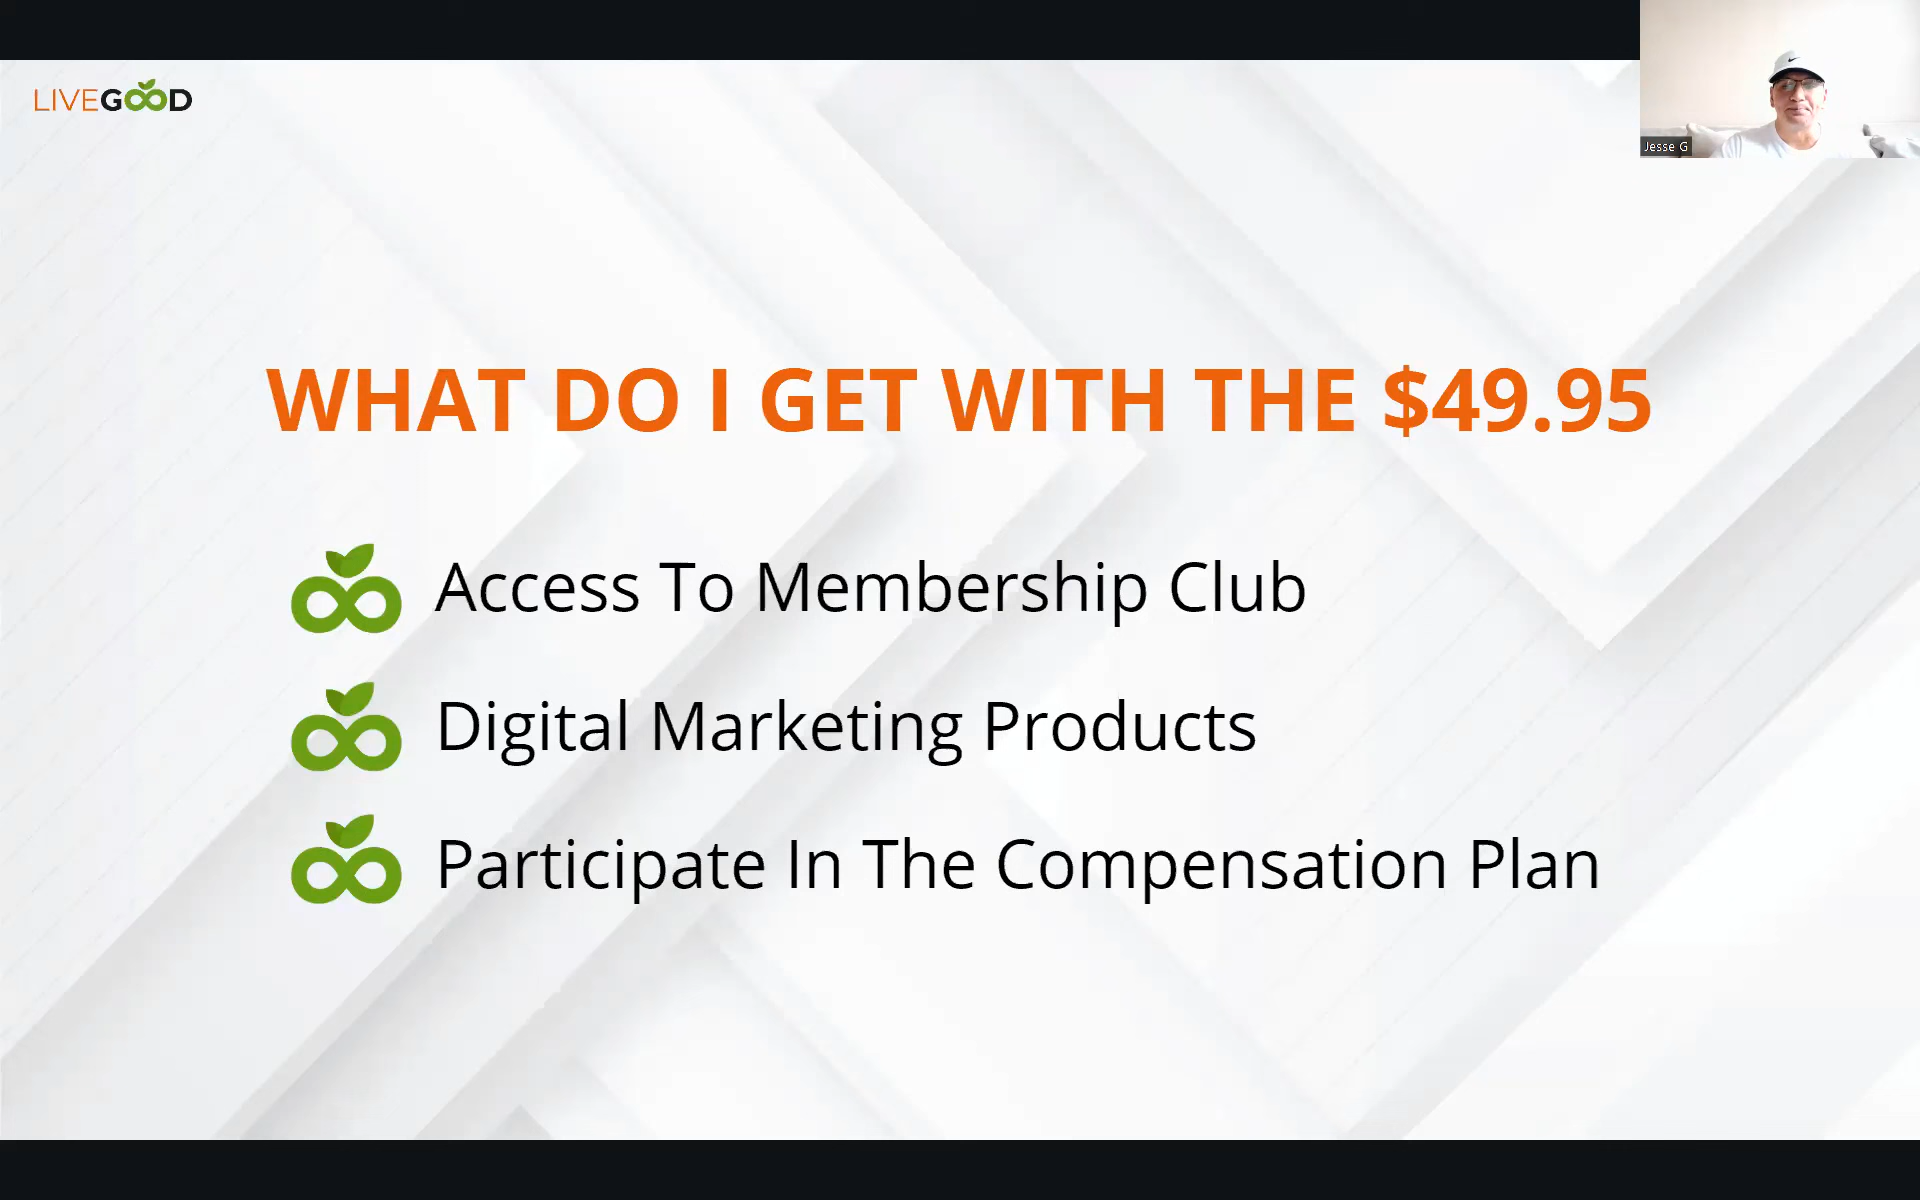 LIVEGOOD
Jesse G
WHAT DO I GET WITH THE $49.95
Access To Membership Club
Digital Marketing Products
Participate In The Compensation Plan